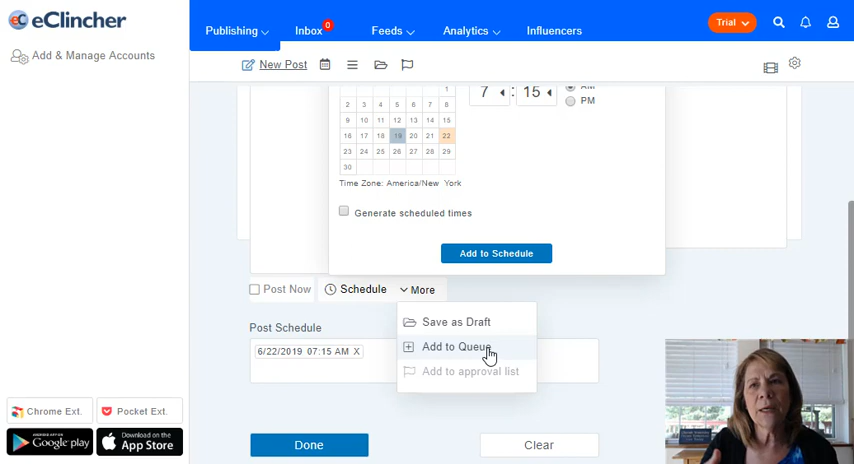 eClincher
Publishing Inbox 0 Feeds Analytics Influencers Trial
Add & Manage Accounts
New Post
1
7 : 15 AM
2 3 4 5 6 7 8
PM
9 10 11 12 13 14 15
16 17 18 19 20 21 22
23 24 25 26 27 28 29
30
Time Zone: America/New York
Generate scheduled times
Add to Schedule
Post Now Schedule More
Save as Draft
Post Schedule
Add to Queue
6/22/2019 07:15 AM X
Add to approval list
Chrome Ext. Pocket Ext.
Google play
Download on the
App Store
Done Clear